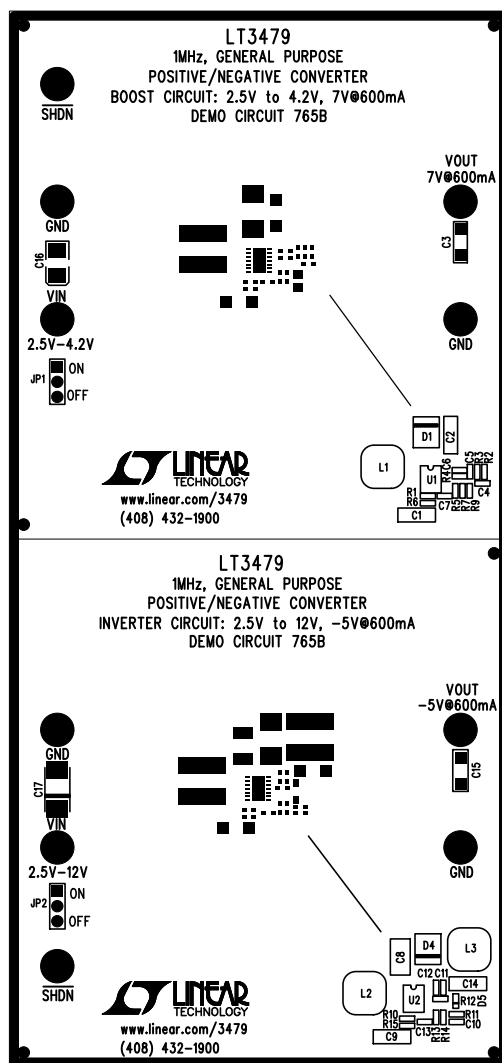 LT3479
1MHz, GENERAL PURPOSE
POSITIVE/NEGATIVE CONVERTER
BOOST CIRCUIT: 2.5V to 4.2V, 7V@600mA
DEMO CIRCUIT 765B
SHDN
VOUT
7V@600mA
GND
C3
C16
VIN
2.5V-4.2V
GND
JP1
ON
OFF
D1
C2
L1
U1
R4
C6
C5
R3
R2
C4
R1
R6
C7
R5
R7
R9
C1
LINEAR
TECHNOLOGY
www.linear.com/3479
(408) 432-1900
LT3479
1MHz, GENERAL PURPOSE
POSITIVE/NEGATIVE CONVERTER
INVERTER CIRCUIT: 2.5V to 12V, -5V@600mA
DEMO CIRCUIT 765B
VOUT
-5V@600mA
GND
C15
C17
VIN
2.5V-12V
GND
JP2
ON
OFF
SHDN
C8
D4
L3
L2
U2
C12
C11
C14
R12
D5
R10
R15
C13
R13
R14
R11
C10
C9
LINEAR
TECHNOLOGY
www.linear.com/3479
(408) 432-1900